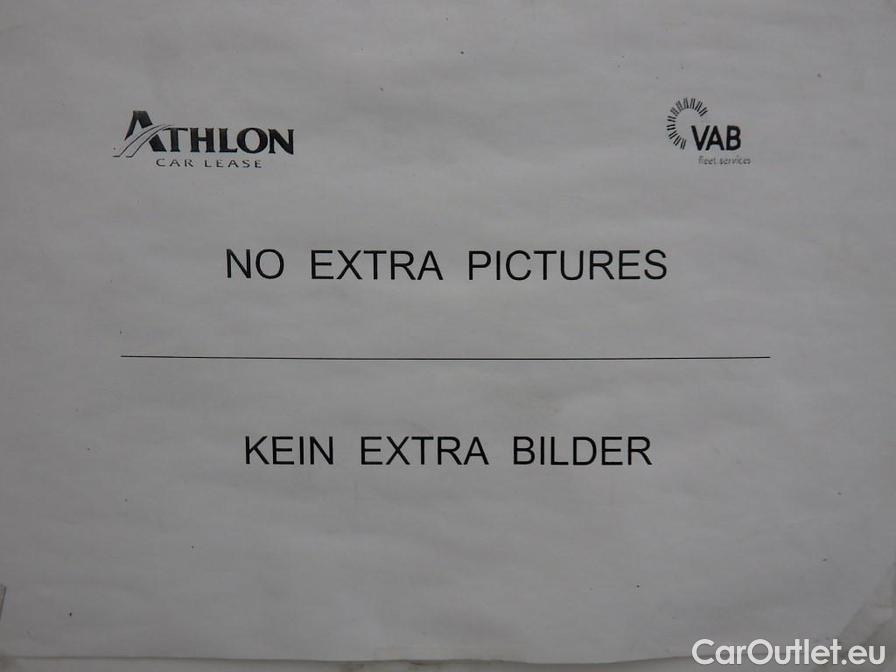 ATHLON
CAR LEASE
VAB
fleet services
NO EXTRA PICTURES
KEIN EXTRA BILDER
CarOutlet.eu